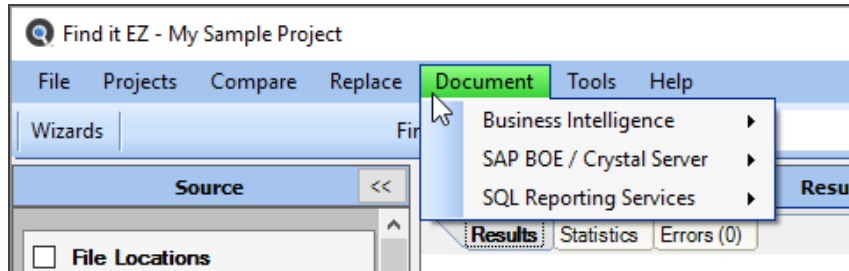 Find it EZ - My Sample Project
File Projects Compare Replace Document Tools Help
Wizards
Business Intelligence
SAP BOE / Crystal Server
SQL Reporting Services
Source <<
Results Statistics Errors (0)
File Locations